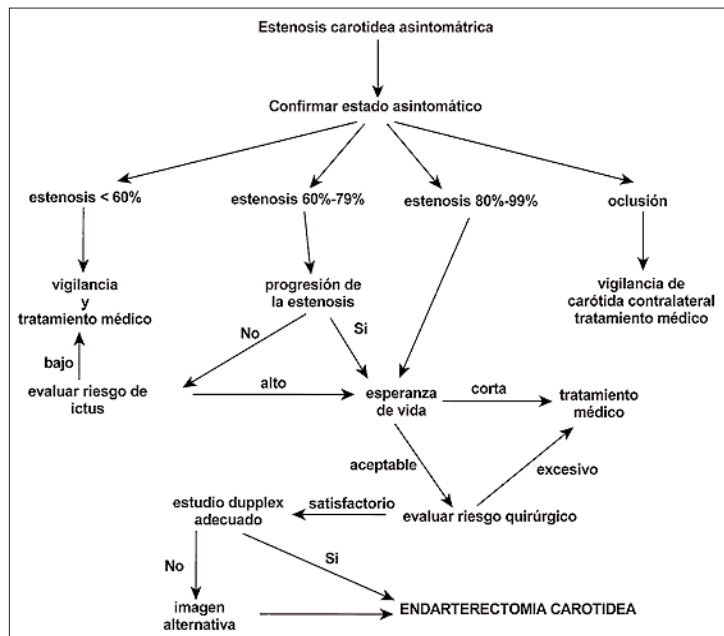 Estenosis carotidea asintomátrica
Confirmar estado asintomático
estenosis < 60%
estenosis 60%-79%
estenosis 80%-99%
oclusión
vigilancia
y
tratamiento médico
progresión de
la estenosis
vigilancia de
carótida contralateral
tratamiento médico
No
Si
bajo
evaluar riesgo de
ictus
alto
esperanza
de vida
corta
tratamiento
médico
aceptable
excesivo
estudio dupplex
adecuado
satisfactorio
evaluar riesgo quirúrgico
No
Si
imagen
alternativa
ENDARTERECTOMIA CAROTIDEA